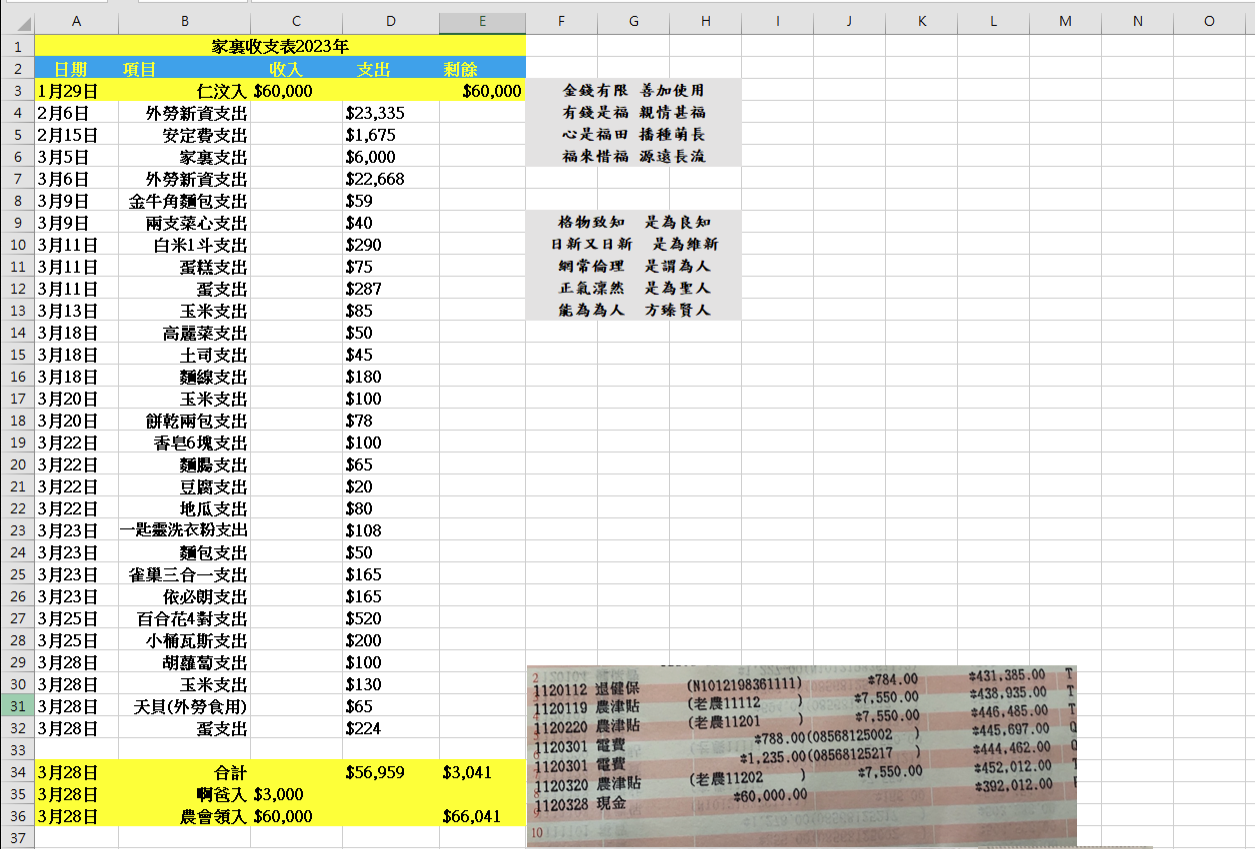 A B C D E F G H I J K L M N O
1 家裏收支表2023年
2 日期 項目 收入 支出 剩餘
3 1月29日 仁汶入 $60,000 $60,000 金錢有限 善加使用
4 2月6日 外勞新資支出 $23,335 有錢是福 親情甚福
5 2月15日 安定費支出 $1,675 心是福田 播種萌長
6 3月5日 家裏支出 $6,000 福來惜福 源遠長流
7 3月6日 外勞新資支出 $22,668
8 3月9日 金牛角麵包支出 $59
9 3月9日 兩支菜心支出 $40 格物致知 是為良知
10 3月11日 白米1斗支出 $290 日新又日新 是為維新
11 3月11日 蛋糕支出 $75 綱常倫理 是謂為人
12 3月11日 蛋支出 $287 正氣凜然 是為聖人
13 3月13日 玉米支出 $85 能為為人 方臻賢人
14 3月18日 高麗菜支出 $50
15 3月18日 土司支出 $45
16 3月18日 麵線支出 $180
17 3月20日 玉米支出 $100
18 3月20日 餅乾兩包支出 $78
19 3月22日 香皂6塊支出 $100
20 3月22日 麵腸支出 $65
21 3月22日 豆腐支出 $20
22 3月22日 地瓜支出 $80
23 3月23日 一匙靈洗衣粉支出 $108
24 3月23日 麵包支出 $50
25 3月23日 雀巢三合一支出 $165
26 3月23日 依必朗支出 $165
27 3月25日 百合花4對支出 $520
28 3月25日 小桶瓦斯支出 $200
29 3月28日 胡蘿蔔支出 $100
30 3月28日 玉米支出 $130
31 3月28日 天貝(外勞食用) $65
32 3月28日 蛋支出 $224
33
34 3月28日 合計 $56,959 $3,041
35 3月28日 啊爸入 $3,000
36 3月28日 農會領入 $60,000 $66,041
37
2
1120112 退健保 (N1012198361111) *784.00 *431,385.00 T
1120119 農津貼 (老農11112 ) *7,550.00 *438,935.00 T
1120220 農津貼 (老農11201 ) *7,550.00 *446,485.00 T
1120301 電費 *788.00(08568125002 ) *445,697.00
1120301 電費 *1,235.00(08568125217 ) *444,462.00
1120320 農津貼 (老農11202 ) *7,550.00 *452,012.00
1120328 現金 *60,000.00 *392,012.00
9
10